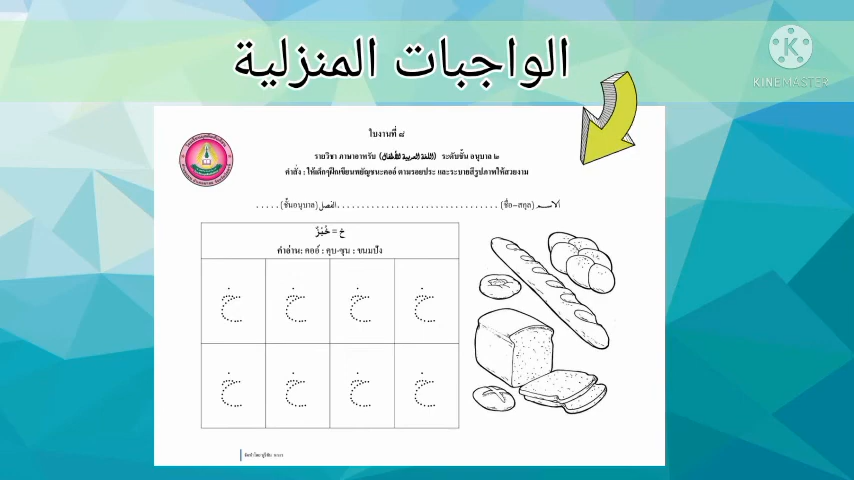 الواجبات المنزلية
KINEMASTER
ใบงานที่ ๘
รายวิชา ภาษาอาหรับ (اللغة العربية للأطفال) ระดับชั้น อนุบาล ๒
คำสั่ง : ให้เด็กๆฝึกเขียนพยัญชนะคออ์ ตามรอยประ และระบายสีรูปภาพให้สวยงาม
الاسم (ชื่อ-สกุล) ................................ الفصل (ชั้นอนุบาล) .....
خ = خُبْزٌ
คำอ่าน: คออ์ : คุบ-ซุน : ขนมปัง
خ خ خ خ
خ خ خ خ